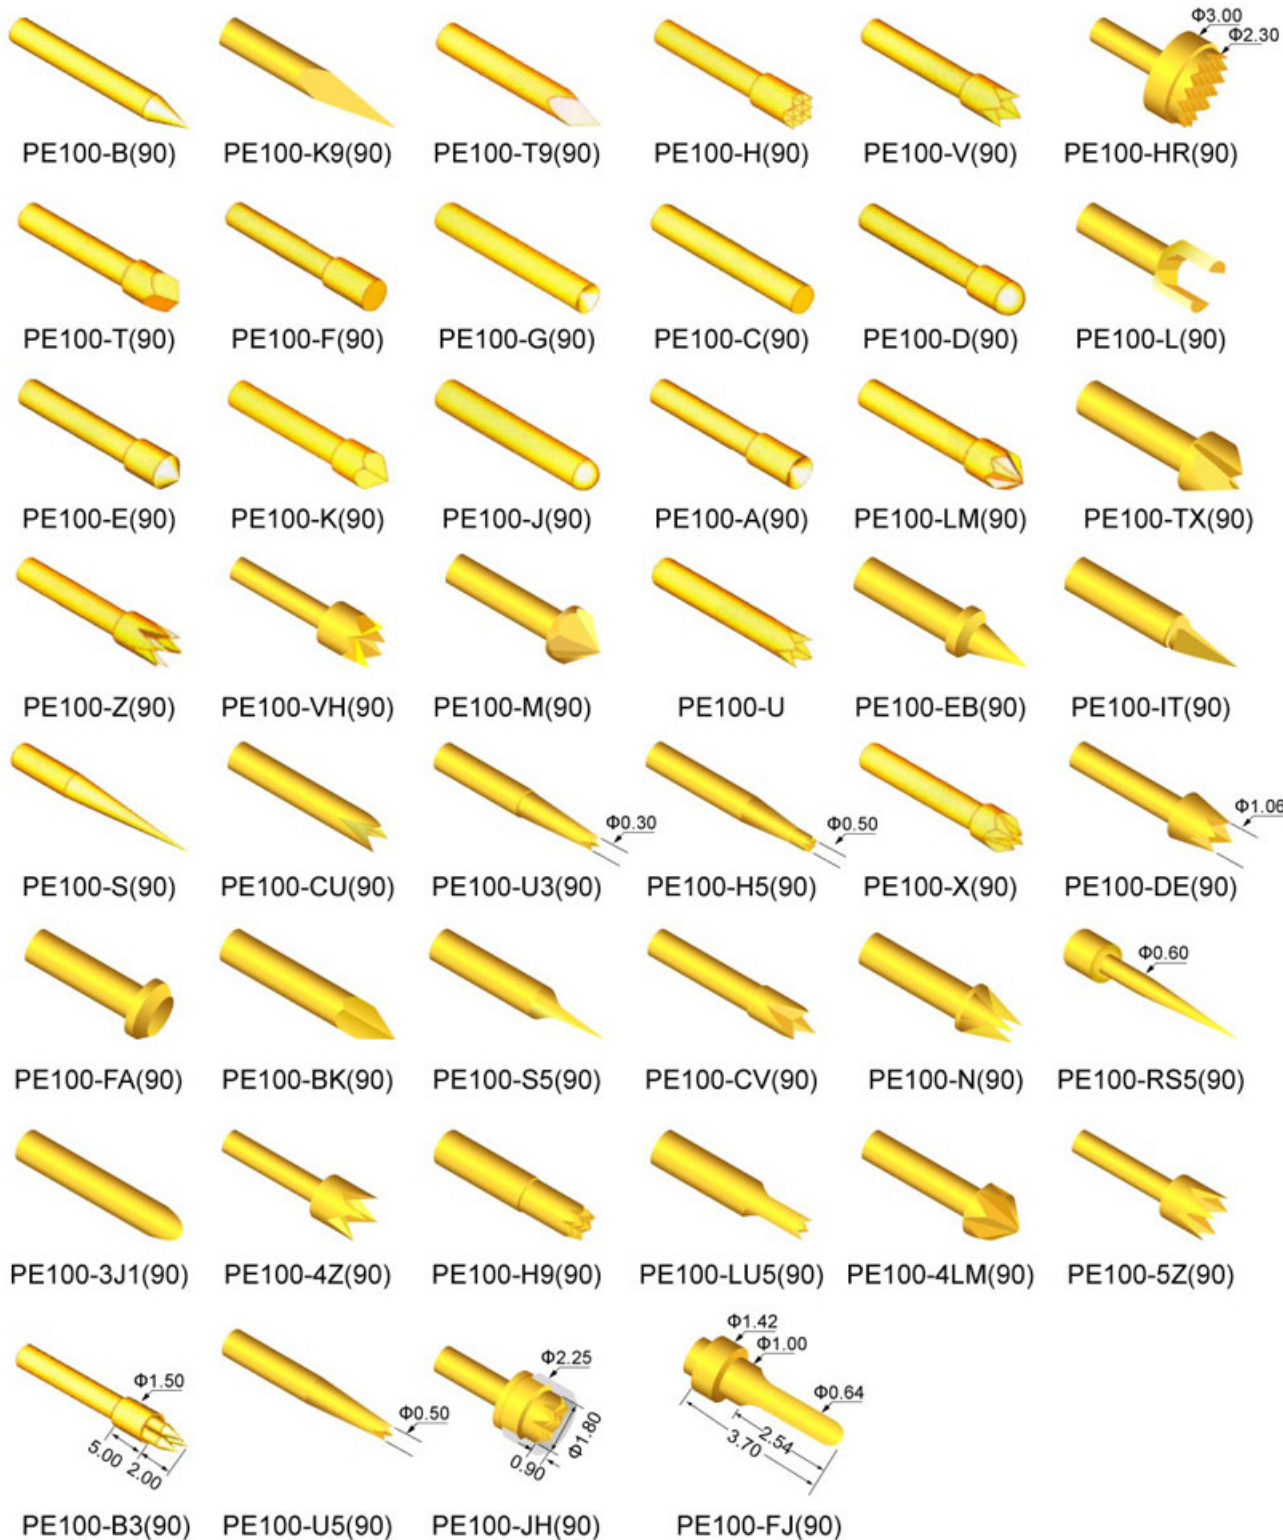 Φ3.00
Φ2.30
PE100-B(90) PE100-K9(90) PE100-T9(90) PE100-H(90) PE100-V(90) PE100-HR(90)
PE100-T(90) PE100-F(90) PE100-G(90) PE100-C(90) PE100-D(90) PE100-L(90)
PE100-E(90) PE100-K(90) PE100-J(90) PE100-A(90) PE100-LM(90) PE100-TX(90)
PE100-Z(90) PE100-VH(90) PE100-M(90) PE100-U PE100-EB(90) PE100-IT(90)
Φ0.30 Φ0.50 Φ1.06
PE100-S(90) PE100-CU(90) PE100-U3(90) PE100-H5(90) PE100-X(90) PE100-DE(90)
Φ0.60
PE100-FA(90) PE100-BK(90) PE100-S5(90) PE100-CV(90) PE100-N(90) PE100-RS5(90)
PE100-3J1(90) PE100-4Z(90) PE100-H9(90) PE100-LU5(90) PE100-4LM(90) PE100-5Z(90)
Φ1.50
5.00
2.00
Φ0.50
Φ2.25
Φ1.80
0.90
Φ1.42
Φ1.00
Φ0.64
2.54
3.70
PE100-B3(90) PE100-U5(90) PE100-JH(90) PE100-FJ(90)